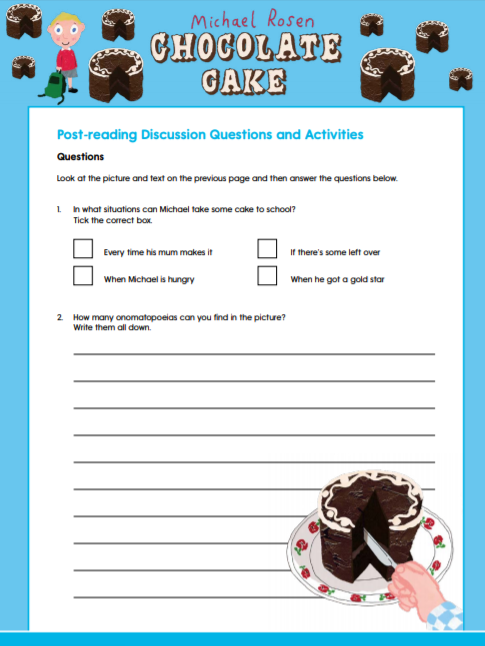 Michael Rosen
CHOCOLATE
CAKE
Post-reading Discussion Questions and Activities
Questions
Look at the picture and text on the previous page and then answer the questions below.
1. In what situations can Michael take some cake to school?
Tick the correct box.
Every time his mum makes it
If there's some left over
When Michael is hungry
When he got a gold star
2. How many onomatopoeias can you find in the picture?
Write them all down.